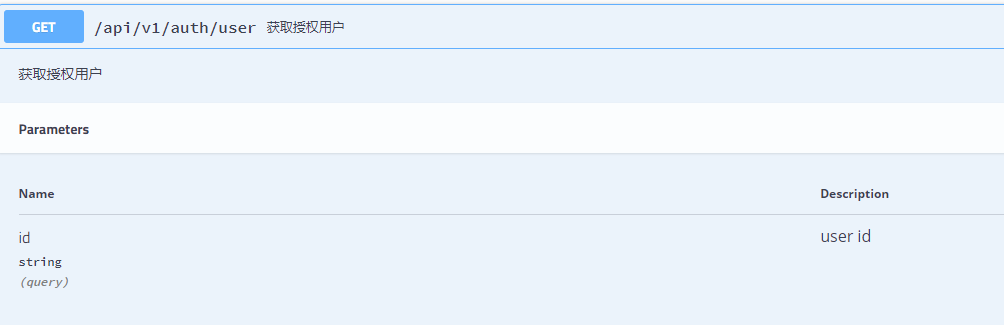 GET /api/v1/auth/user 获取授权用户
获取授权用户
Parameters
Name Description
id user id
string
(query)